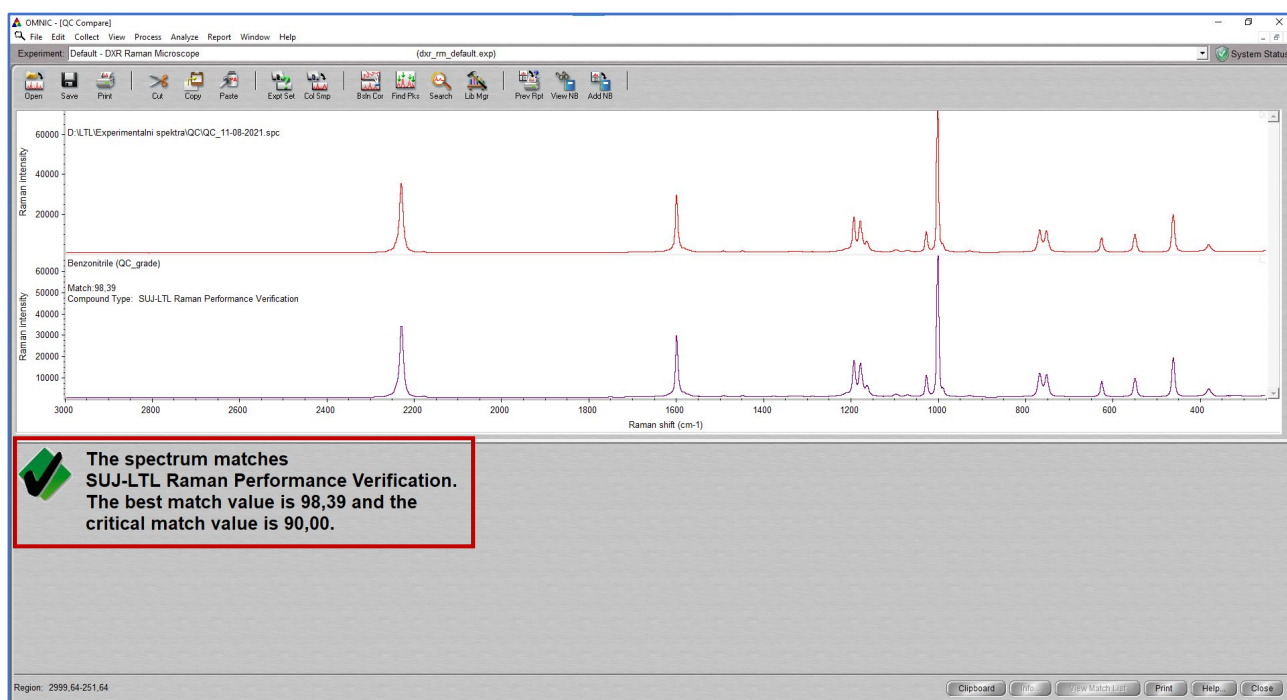 OMNIC - [QC Compare]
File Edit Collect View Process Analyze Report Window Help
Experiment: Default - DXR Raman Microscope (dxr_rm_default.exp) System Status
Open Save Print Cut Copy Paste Expt Set Col Smp Bsln Cor Find Pks Search Lib Mgr Prev Rpt View NB Add NB
D:\LTL\Experimentalni spektra\QC\QC_11-08-2021.spc
60000
40000
20000
Raman intensity
Benzonitrile (QC_grade)
Match:98,39
Compound Type: SUJ-LTL Raman Performance Verification
60000
50000
40000
30000
20000
10000
Raman intensity
3000 2800 2600 2400 2200 2000 1800 1600 1400 1200 1000 800 600 400
Raman shift (cm-1)
The spectrum matches
SUJ-LTL Raman Performance Verification.
The best match value is 98,39 and the
critical match value is 90,00.
Region: 2999,64-251,64
Clipboard Info... View Match List Print Help... Close